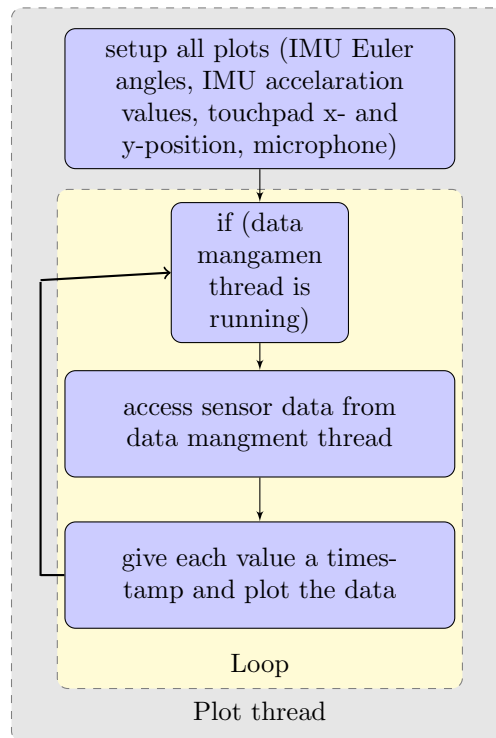 setup all plots (IMU Euler
angles, IMU accelaration
values, touchpad x- and
y-position, microphone)
if (data
mangamen
thread is
running)
access sensor data from
data mangment thread
give each value a times-
tamp and plot the data
Loop
Plot thread